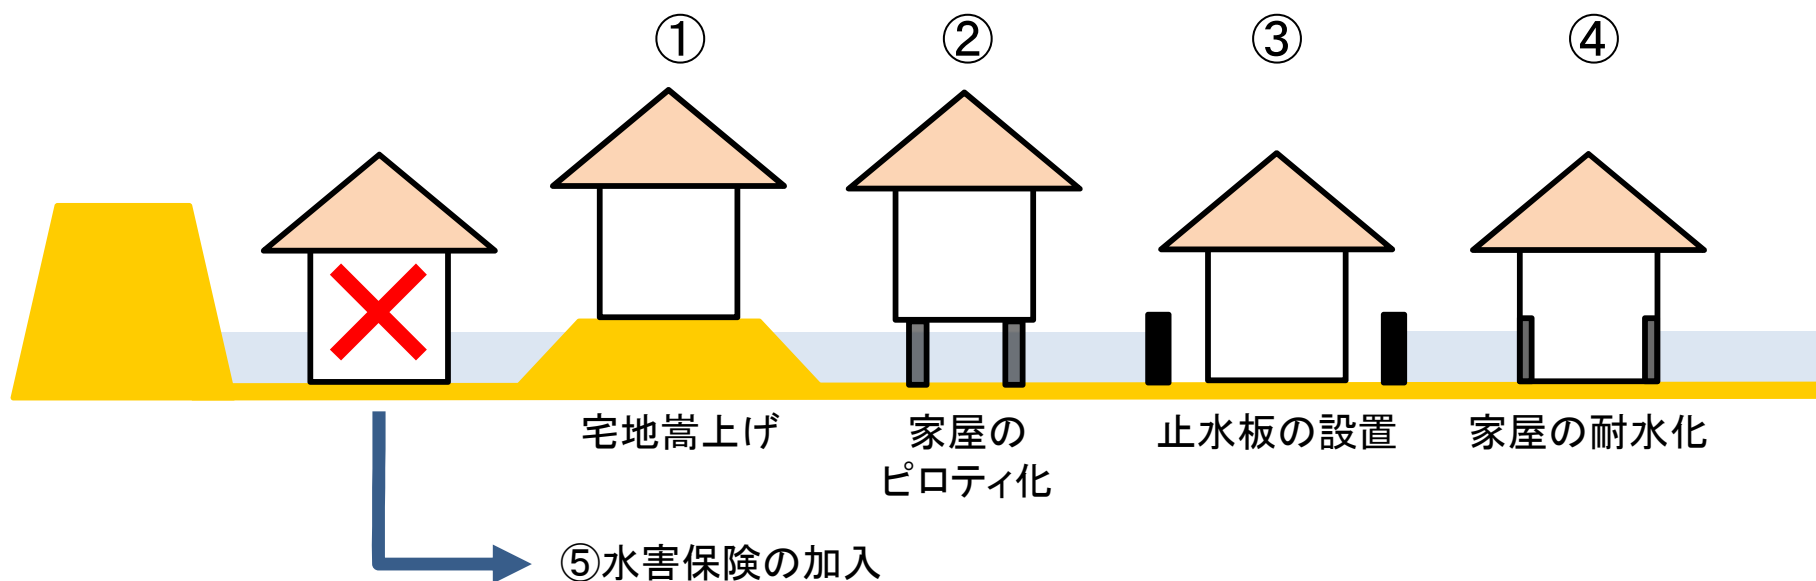 ①
②
③
④
宅地嵩上げ
家屋の
ピロティ化
止水板の設置
家屋の耐水化
⑤水害保険の加入